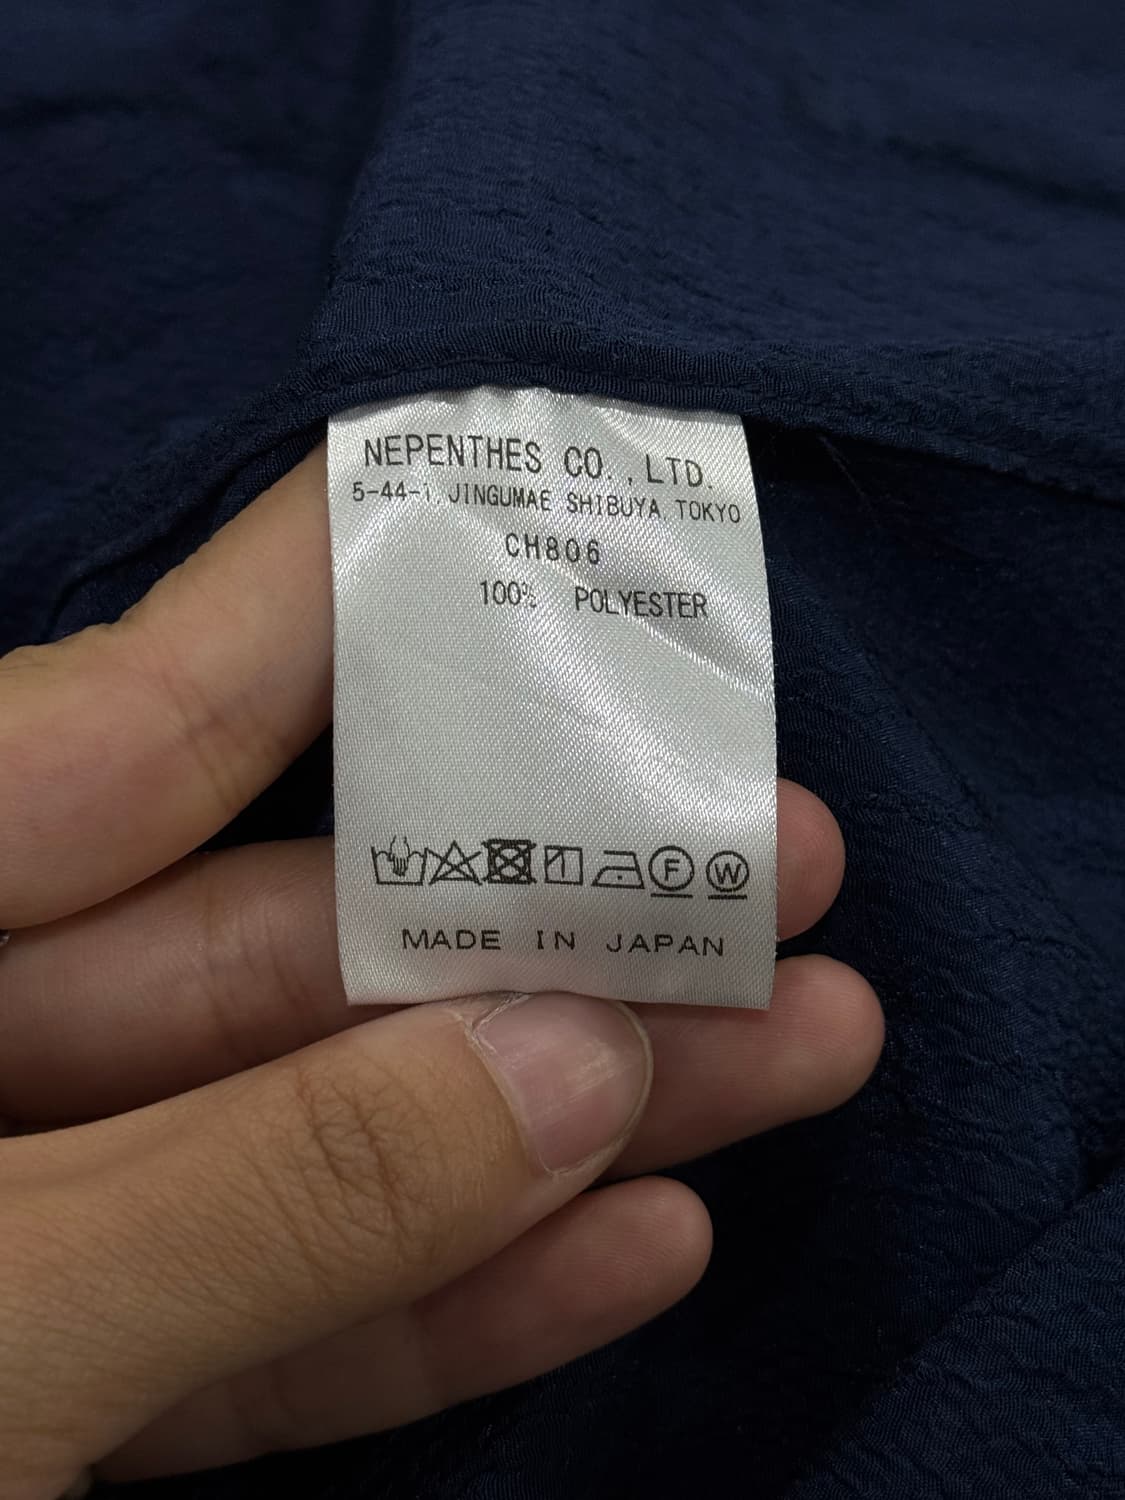 NEPENTHES CO.,LTD.
5-44-1, JINGUMAE SHIBUYA, TOKYO
CH806
100% POLYESTER
F W
MADE IN JAPAN